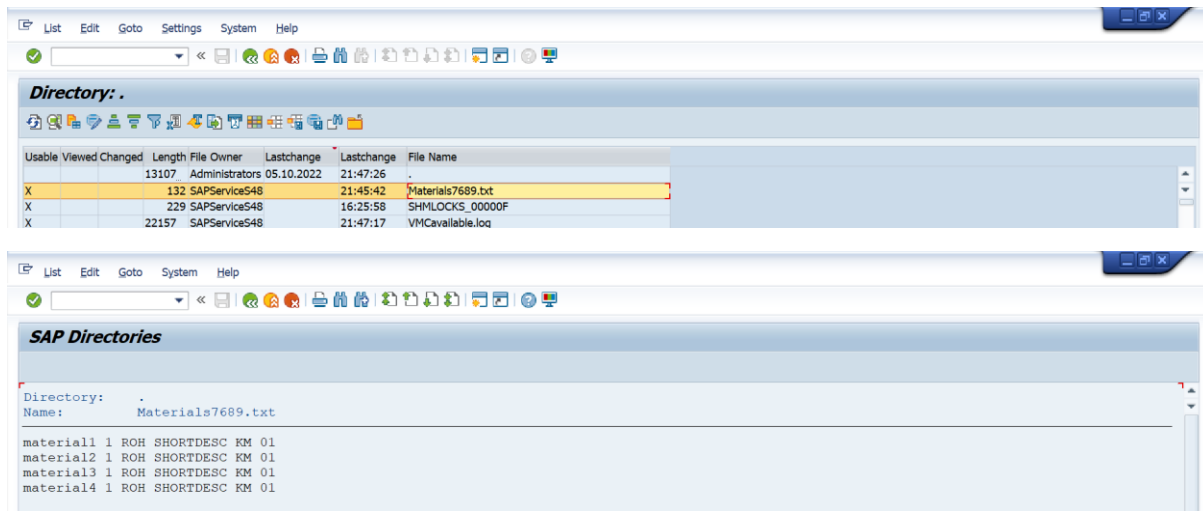 List Edit Goto Settings System Help
Directory: .
Usable Viewed Changed Length File Owner Lastchange Lastchange File Name
13107 Administrators 05.10.2022 21:47:26 .
X 132 SAPServiceS48 21:45:42 Materials7689.txt
X 229 SAPServiceS48 16:25:58 SHMLOCKS_00000F
X 22157 SAPServiceS48 21:47:17 VMCavailable.log
List Edit Goto System Help
SAP Directories
Directory: .
Name: Materials7689.txt
material1 1 ROH SHORTDESC KM 01
material2 1 ROH SHORTDESC KM 01
material3 1 ROH SHORTDESC KM 01
material4 1 ROH SHORTDESC KM 01